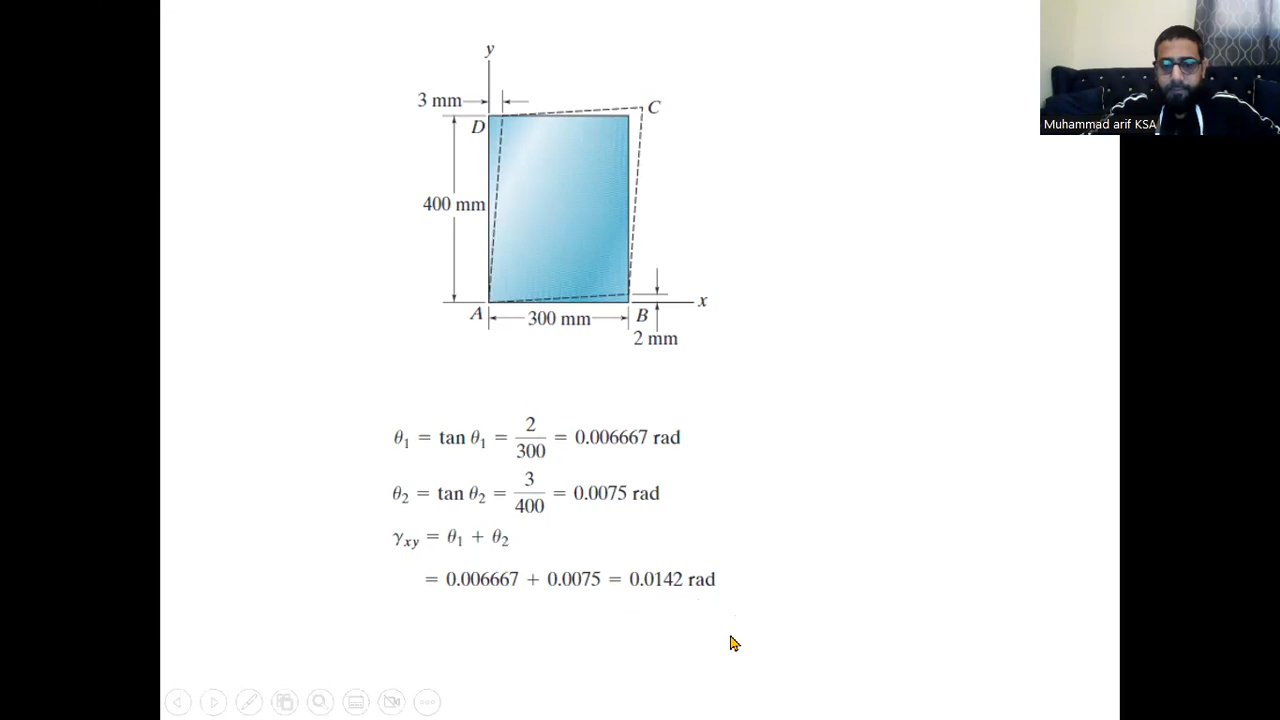 y
3 mm
C
D
400 mm
x
A
300 mm
B
2 mm
θ₁ = tan θ₁ = 2/300 = 0.006667 rad
θ₂ = tan θ₂ = 3/400 = 0.0075 rad
γxy = θ₁ + θ₂
= 0.006667 + 0.0075 = 0.0142 rad
Muhammad arif KSA